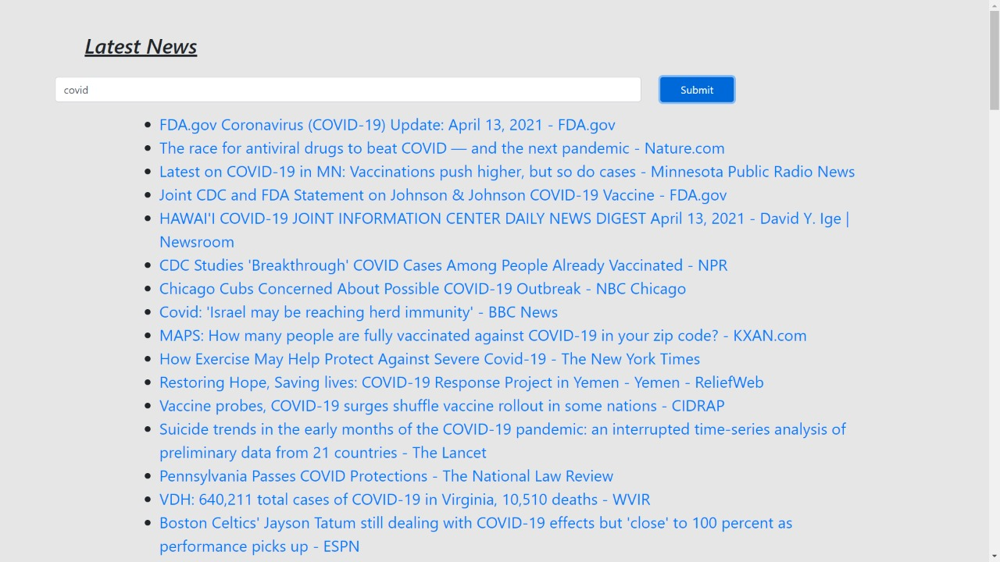 Latest News
covid
Submit
FDA.gov Coronavirus (COVID-19) Update: April 13, 2021 - FDA.gov
The race for antiviral drugs to beat COVID — and the next pandemic - Nature.com
Latest on COVID-19 in MN: Vaccinations push higher, but so do cases - Minnesota Public Radio News
Joint CDC and FDA Statement on Johnson & Johnson COVID-19 Vaccine - FDA.gov
HAWAI'I COVID-19 JOINT INFORMATION CENTER DAILY NEWS DIGEST April 13, 2021 - David Y. Ige |
Newsroom
CDC Studies 'Breakthrough' COVID Cases Among People Already Vaccinated - NPR
Chicago Cubs Concerned About Possible COVID-19 Outbreak - NBC Chicago
Covid: 'Israel may be reaching herd immunity' - BBC News
MAPS: How many people are fully vaccinated against COVID-19 in your zip code? - KXAN.com
How Exercise May Help Protect Against Severe Covid-19 - The New York Times
Restoring Hope, Saving lives: COVID-19 Response Project in Yemen - Yemen - ReliefWeb
Vaccine probes, COVID-19 surges shuffle vaccine rollout in some nations - CIDRAP
Suicide trends in the early months of the COVID-19 pandemic: an interrupted time-series analysis of
preliminary data from 21 countries - The Lancet
Pennsylvania Passes COVID Protections - The National Law Review
VDH: 640,211 total cases of COVID-19 in Virginia, 10,510 deaths - WVIR
Boston Celtics' Jayson Tatum still dealing with COVID-19 effects but 'close' to 100 percent as
performance picks up - ESPN